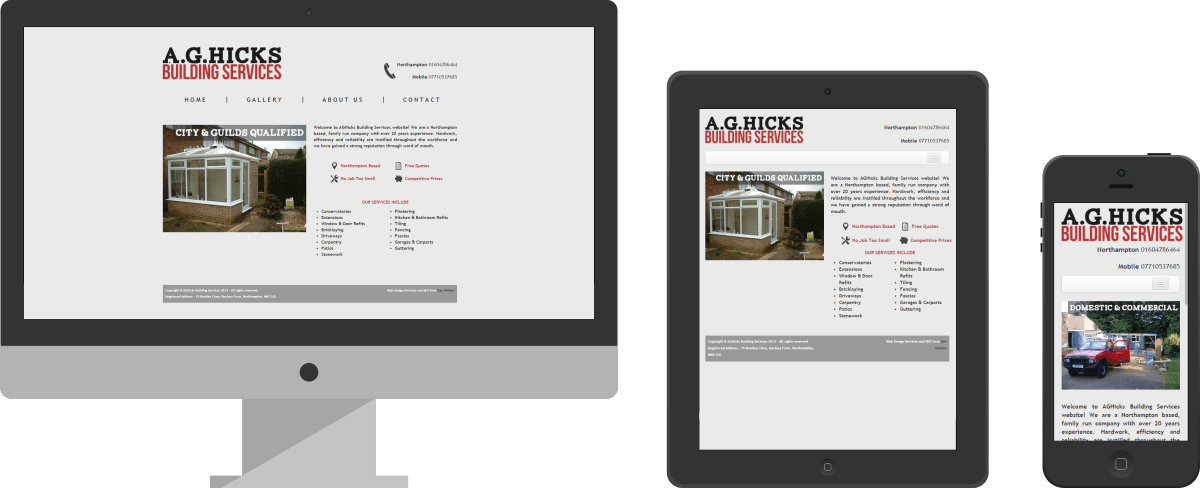 A.G.HICKS
BUILDING SERVICES
Northampton 01604786464
Mobile 07710537685
HOME | GALLERY | ABOUT US | CONTACT
CITY & GUILDS QUALIFIED
Welcome to AGHicks Building Services website! We are a Northampton
based, family run company with over 20 years experience. Hardwork,
efficiency and reliability are instilled throughout the workforce and
we have gained a strong reputation through word of mouth.
Northampton Based
Free Quotes
No Job Too Small
Competitive Prices
OUR SERVICES INCLUDE
Conservatories
Extensions
Window & Door Refits
Bricklaying
Driveways
Carpentry
Patios
Stonework
Plastering
Kitchen & Bathroom Refits
Tiling
Fencing
Fascias
Garages & Carports
Guttering
Copyright © AGHicks Building Services 2013 - All rights reserved.
Web Design Services and SEO from
Registered Address - 19 Bentley Close, Rectory Farm, Northampton,
A.G.HICKS
BUILDING SERVICES
Northampton 01604786464
Mobile 07710537685
CITY & GUILDS QUALIFIED
Welcome to AGHicks Building Services website! We
are a Northampton based, family run company with
over 20 years experience. Hardwork, efficiency and
reliability are instilled throughout the workforce and
we have gained a strong reputation through word of
mouth.
Northampton Based
Free Quotes
No Job Too Small
Competitive Prices
OUR SERVICES INCLUDE
Conservatories
Extensions
Window & Door
Refits
Bricklaying
Driveways
Carpentry
Patios
Stonework
Plastering
Kitchen & Bathroom
Refits
Tiling
Fencing
Fascias
Garages & Carports
Guttering
Copyright © AGHicks Building Services 2013 - All rights reserved.
Web Design Services and SEO from
Registered Address - 19 Bentley Close, Rectory Farm, Northampton,
A.G.HICKS
BUILDING SERVICES
Northampton 01604786464
Mobile 07710537685
DOMESTIC & COMMERCIAL
Welcome to AGHicks Building Services
website! We are a Northampton based,
family run company with over 20 years
experience. Hardwork, efficiency and
reliability are instilled throughout the